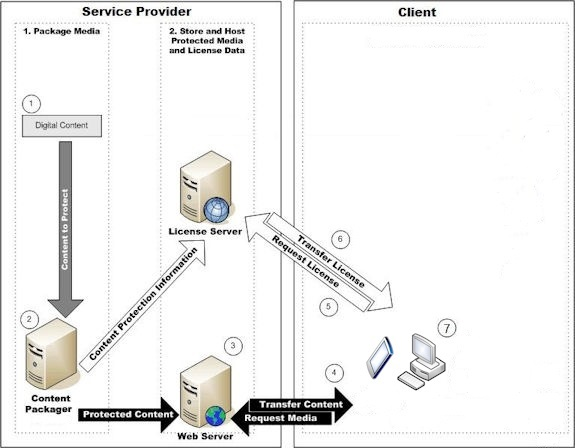 Service Provider
Client
1. Package Media
2. Store and Host
Protected Media
and License Data
1
Digital Content
Content to Protect
License Server
6
Transfer License
Request License
5
Content Protection Information
2
Content
Packager
3
7
4
Protected Content
Transfer Content
Request Media
Web Server